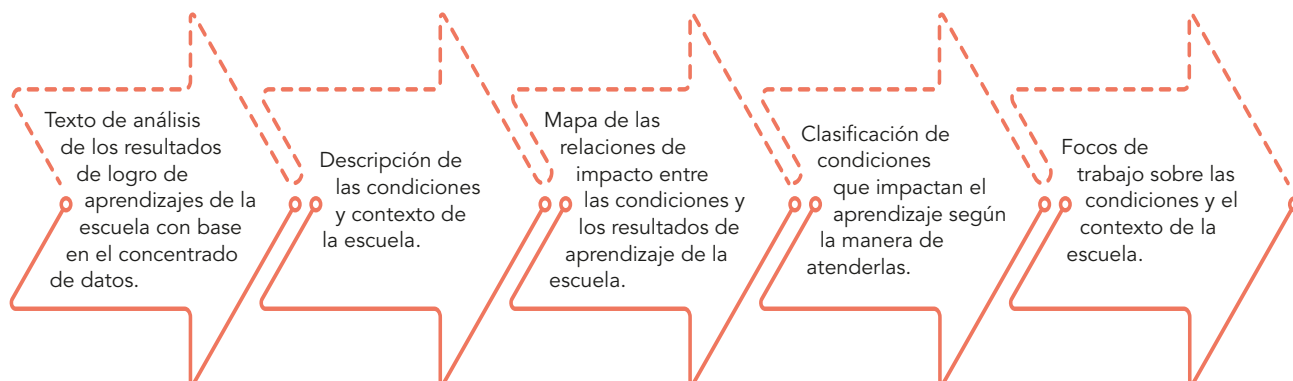 Texto de análisis
de los resultados
de logro de
aprendizajes de la
escuela con base
en el concentrado
de datos.
Descripción de
las condiciones
y contexto de
la escuela.
Mapa de las
relaciones de
impacto entre
las condiciones y
los resultados de
aprendizaje de la
escuela.
Clasificación de
condiciones
que impactan el
aprendizaje según
la manera de
atenderlas.
Focos de
trabajo sobre las
condiciones y el
contexto de la
escuela.